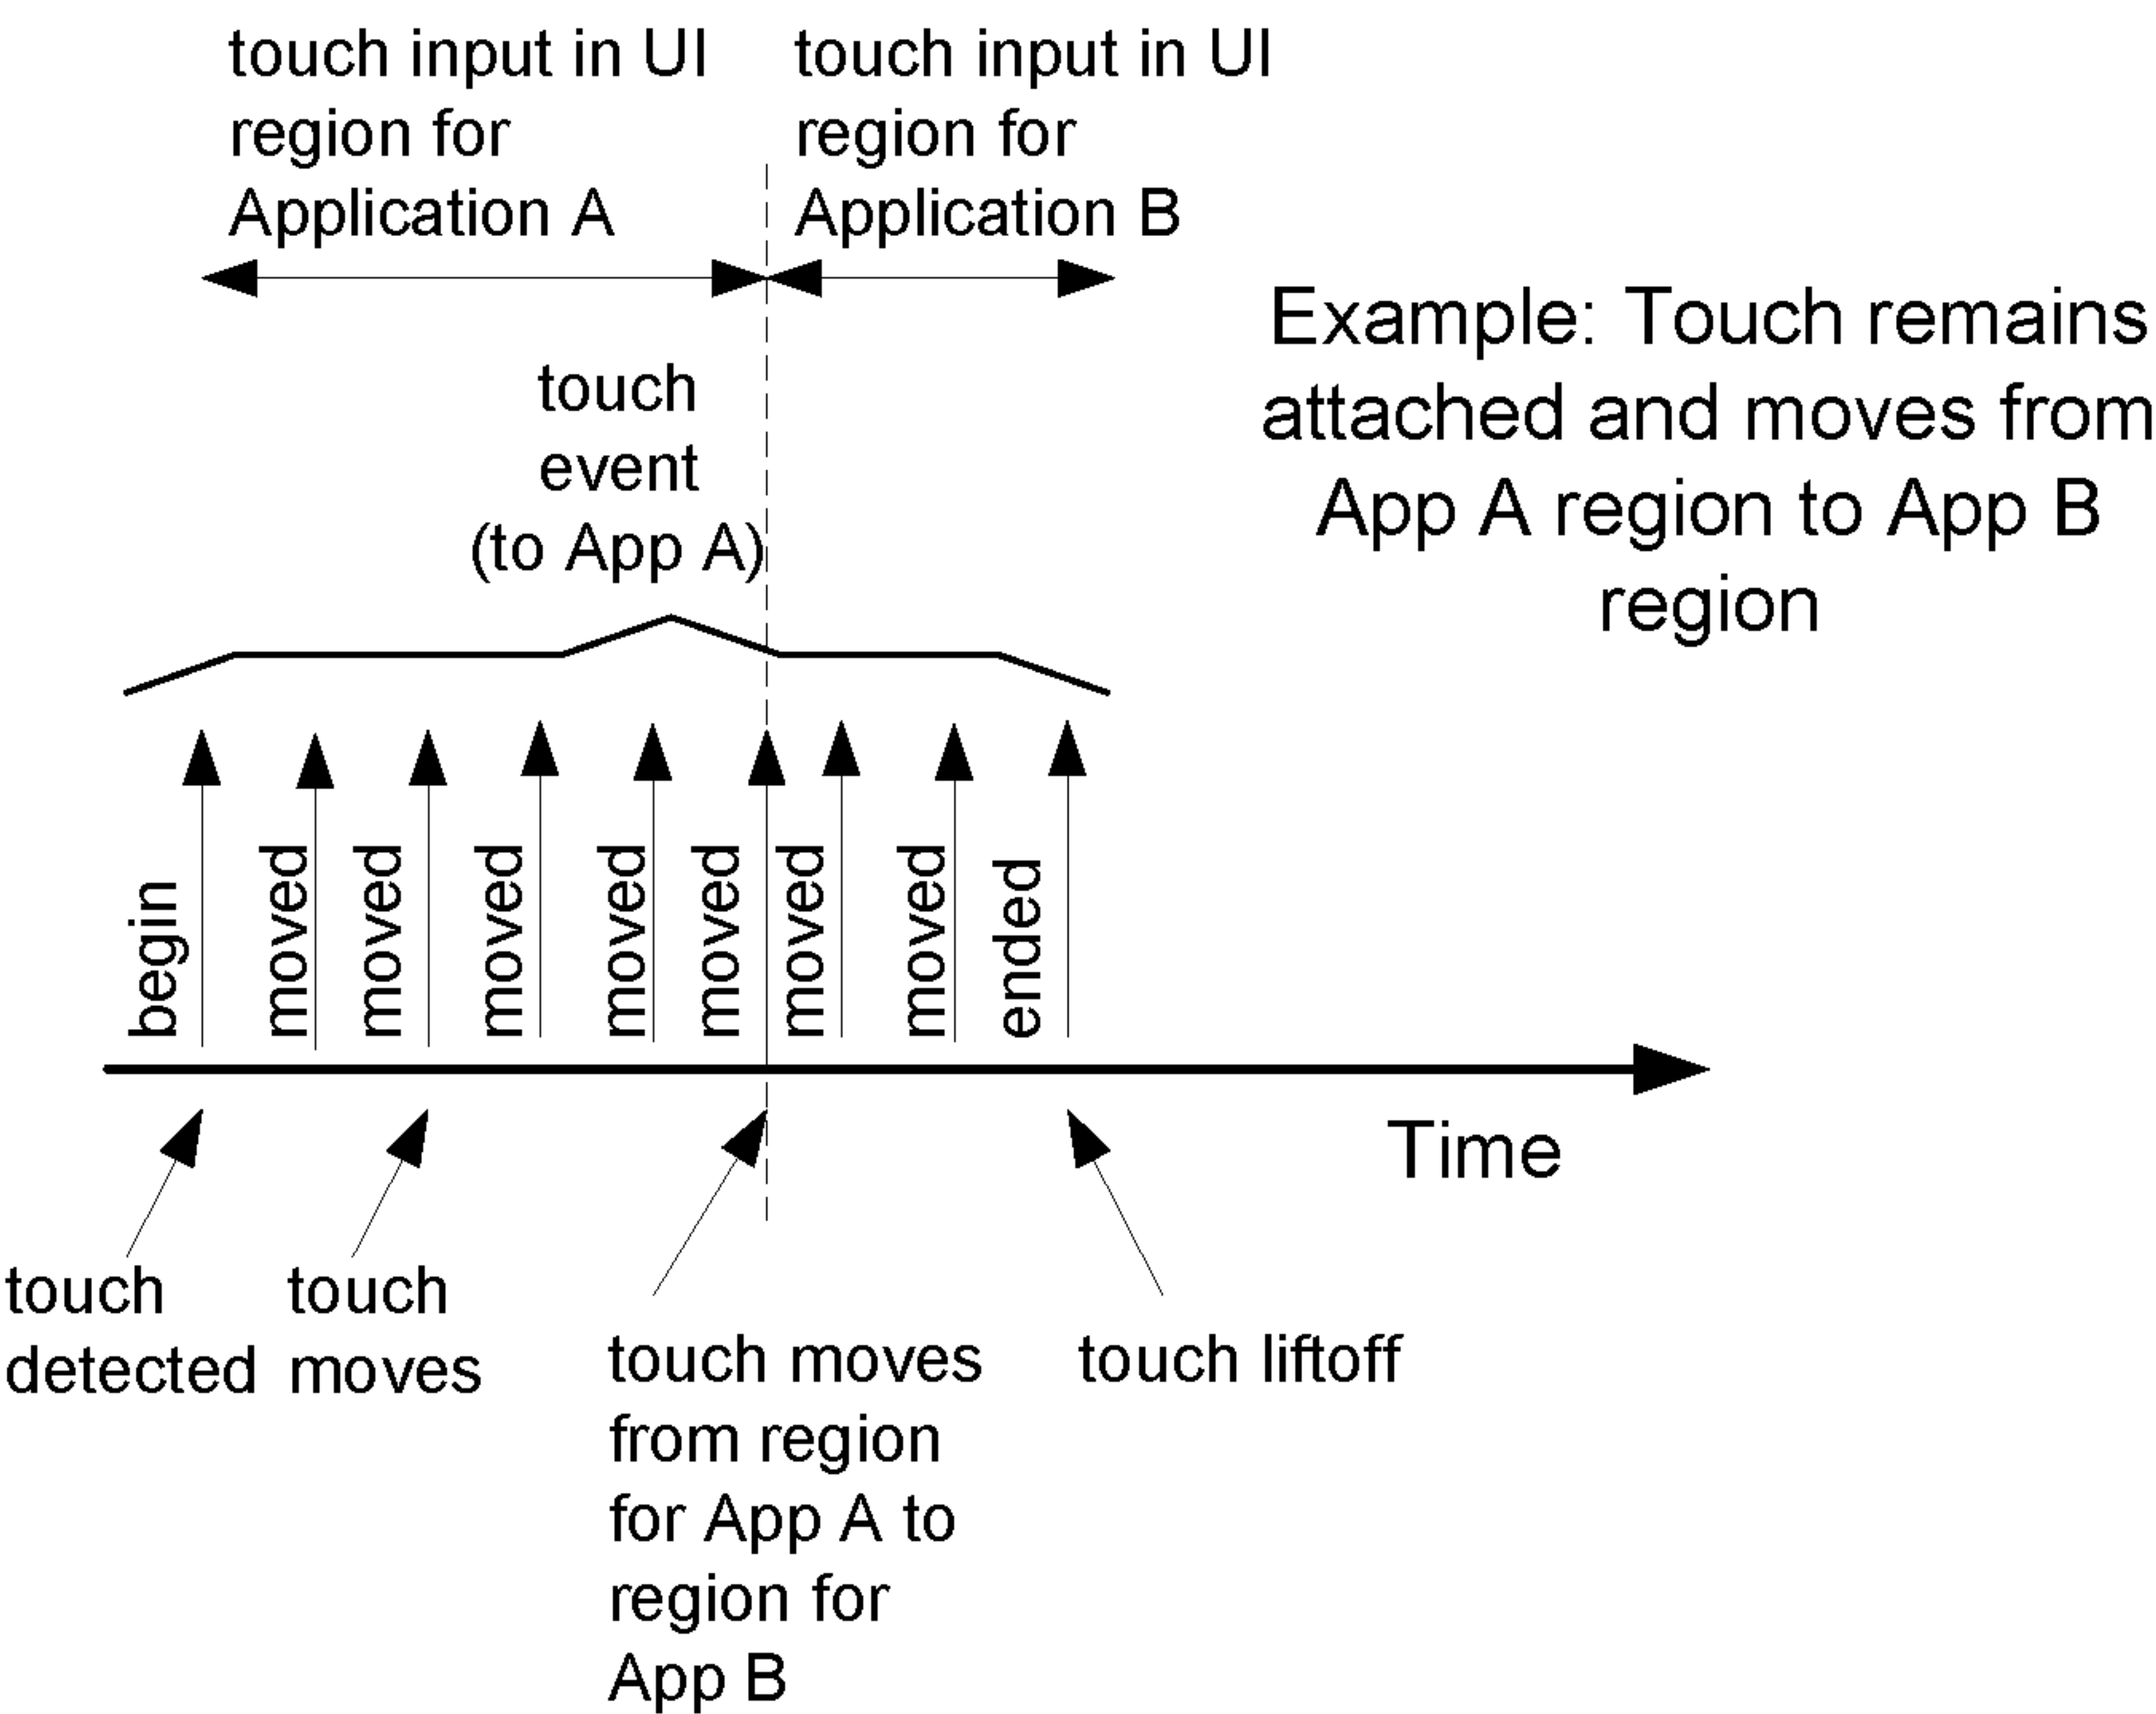 touch input in UI
region for
Application A
touch input in UI
region for
Application B
Example: Touch remains
attached and moves from
App A region to App B
region
touch
event
(to App A)
begin
moved
moved
moved
moved
moved
moved
moved
ended
Time
touch
detected
touch
moves
touch moves
from region
for App A to
region for
App B
touch liftoff